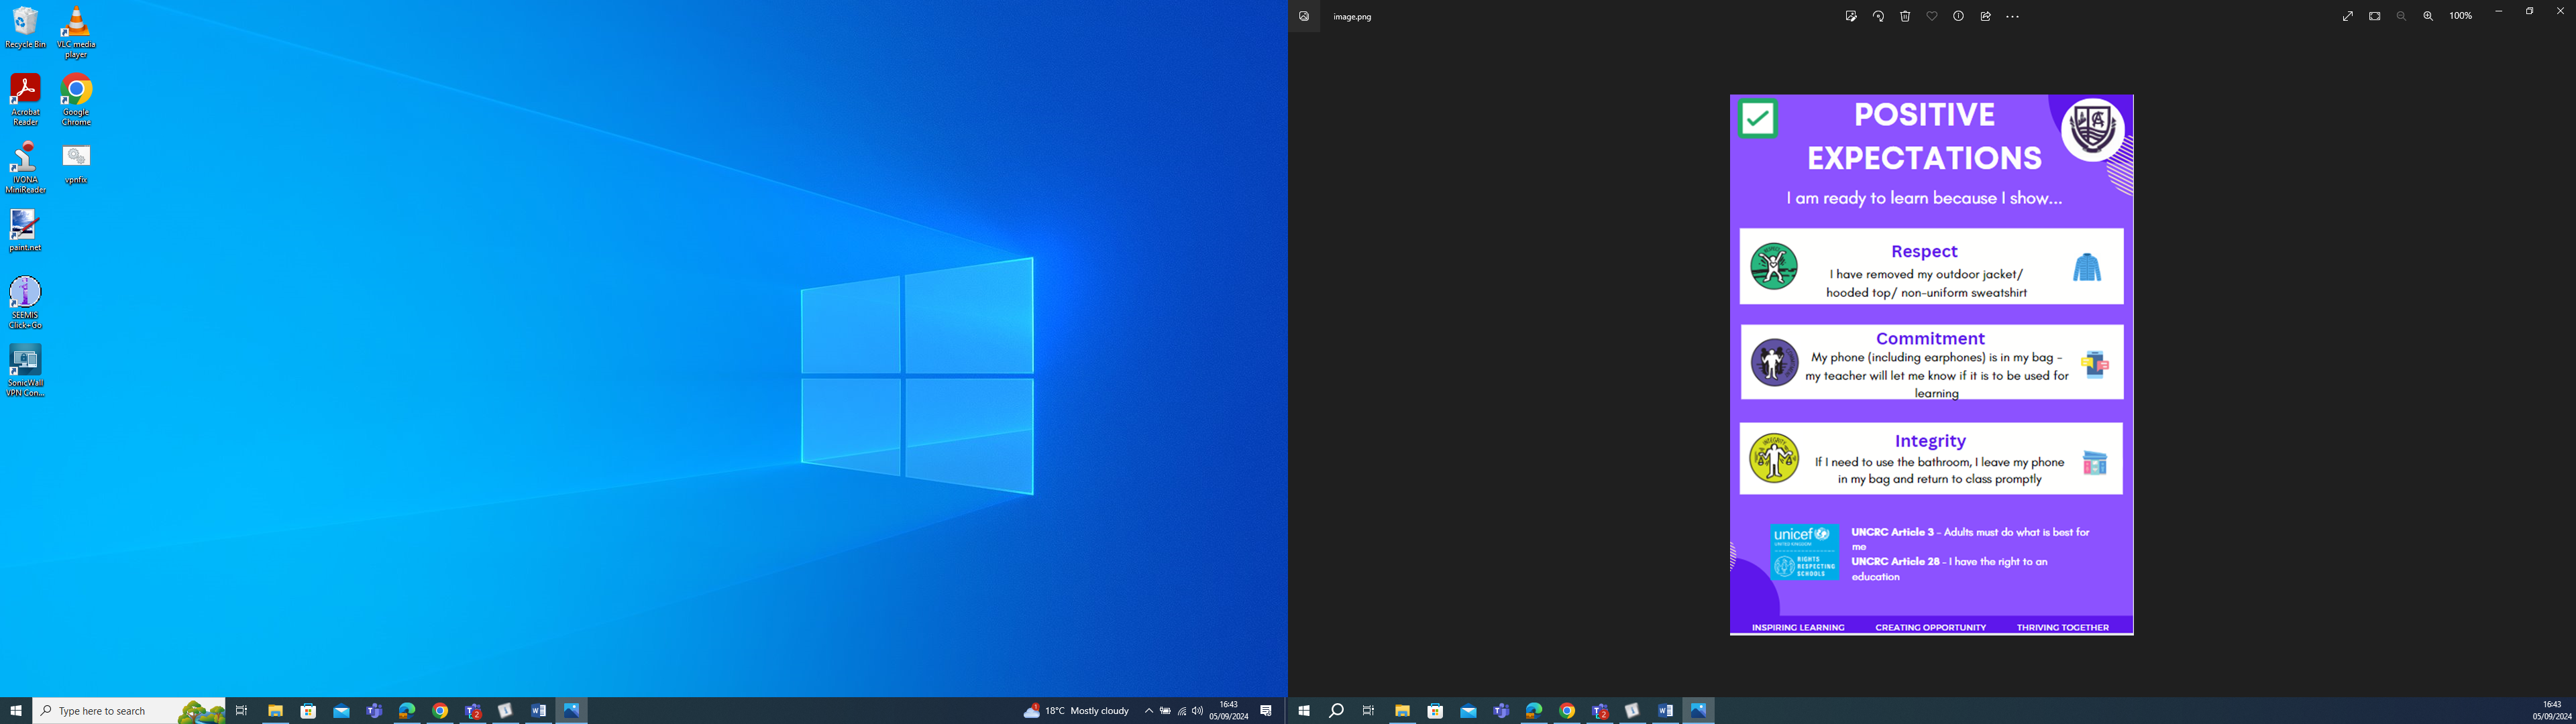 Recycle Bin
VLC media
player
Acrobat
Reader
Google
Chrome
IVONA
MiniReader
vpnfix
paint.net
SEEMIS
Click+Go
SonicWall
VPN Con...
Type here to search
2
18°C Mostly cloudy
16:43
05/09/2024
image.png
100%
POSITIVE
EXPECTATIONS
I am ready to learn because I show...
RESPECT
Respect
I have removed my outdoor jacket/
hooded top/ non-uniform sweatshirt
Commitment
My phone (including earphones) is in my bag -
my teacher will let me know if it is to be used for
learning
INTEGRITY
Integrity
If I need to use the bathroom, I leave my phone
in my bag and return to class promptly
unicef
UNITED KINGDOM
RIGHTS
RESPECTING
SCHOOLS
UNCRC Article 3 - Adults must do what is best for
me
UNCRC Article 28 - I have the right to an
education
INSPIRING LEARNING CREATING OPPORTUNITY THRIVING TOGETHER
2
16:43
05/09/2024